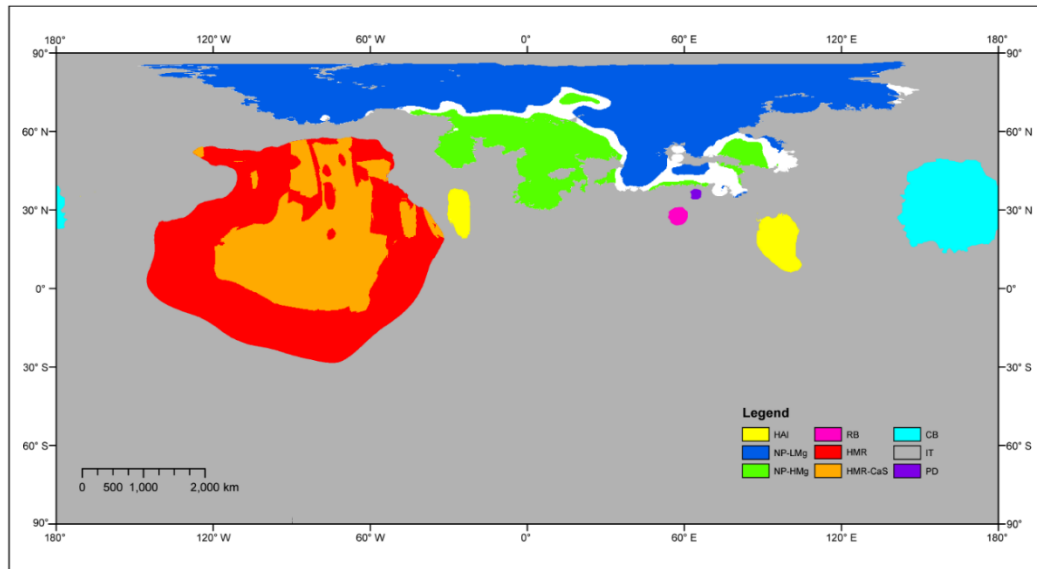 180° 120° W 60° W 0° 60° E 120° E 180°
90° 90°
60° N 60° N
30° N 30° N
0° 0°
30° S 30° S
60° S 60° S
90° 90°
Legend
HAI RB CB
NP-LMg HMR IT
NP-HMg HMR-CaS PD
0 500 1,000 2,000 km
180° 120° W 60° W 0° 60° E 120° E 180°